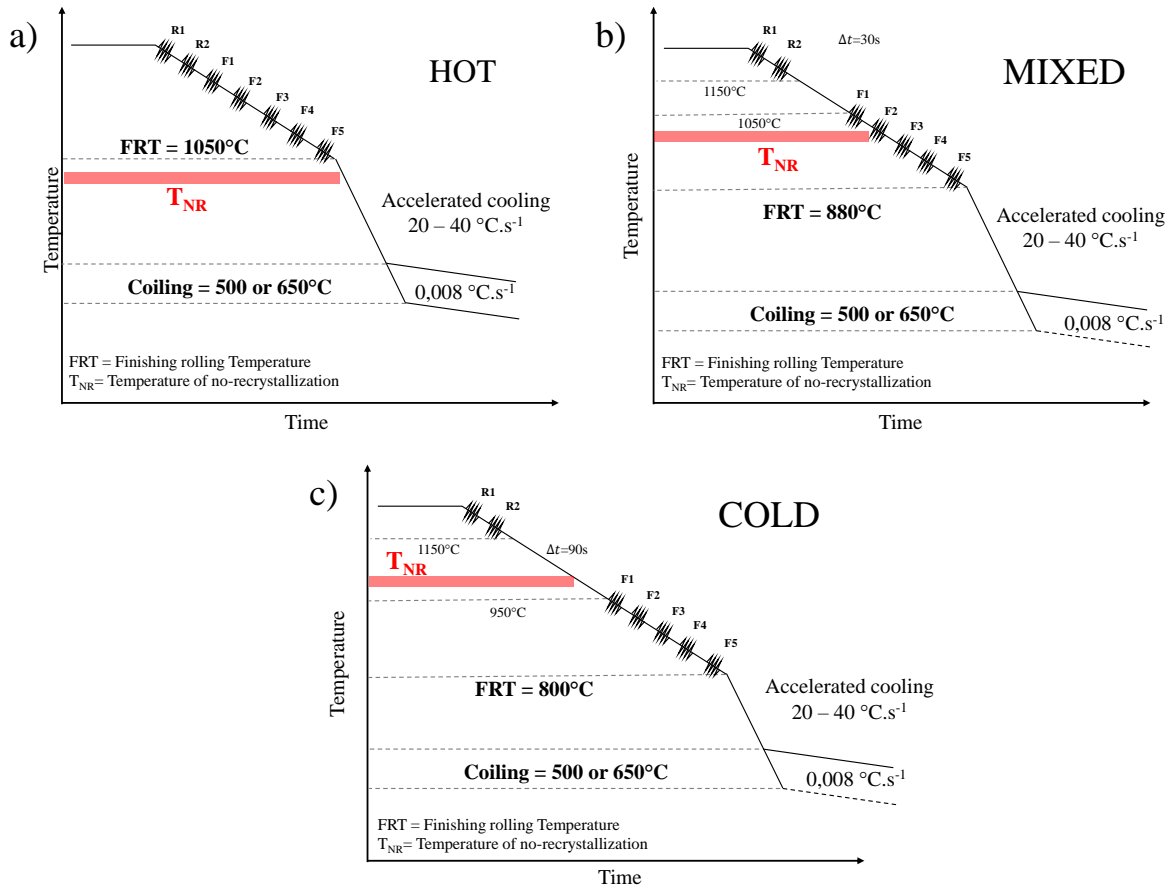 a)
HOT
R1
R2
F1
F2
F3
F4
F5
FRT = 1050°C
TNR
Temperature
Accelerated cooling
20 – 40 °C.s-1
Coiling = 500 or 650°C
0,008 °C.s-1
FRT = Finishing rolling Temperature
TNR= Temperature of no-recrystallization
Time
b)
MIXED
R1
R2
Δt=30s
1150°C
F1
F2
F3
F4
F5
1050°C
TNR
Temperature
FRT = 880°C
Accelerated cooling
20 – 40 °C.s-1
Coiling = 500 or 650°C
0,008 °C.s-1
FRT = Finishing rolling Temperature
TNR= Temperature of no-recrystallization
Time
c)
COLD
R1
R2
1150°C
Δt=90s
TNR
F1
F2
F3
F4
F5
950°C
Temperature
FRT = 800°C
Accelerated cooling
20 – 40 °C.s-1
Coiling = 500 or 650°C
0,008 °C.s-1
FRT = Finishing rolling Temperature
TNR= Temperature of no-recrystallization
Time